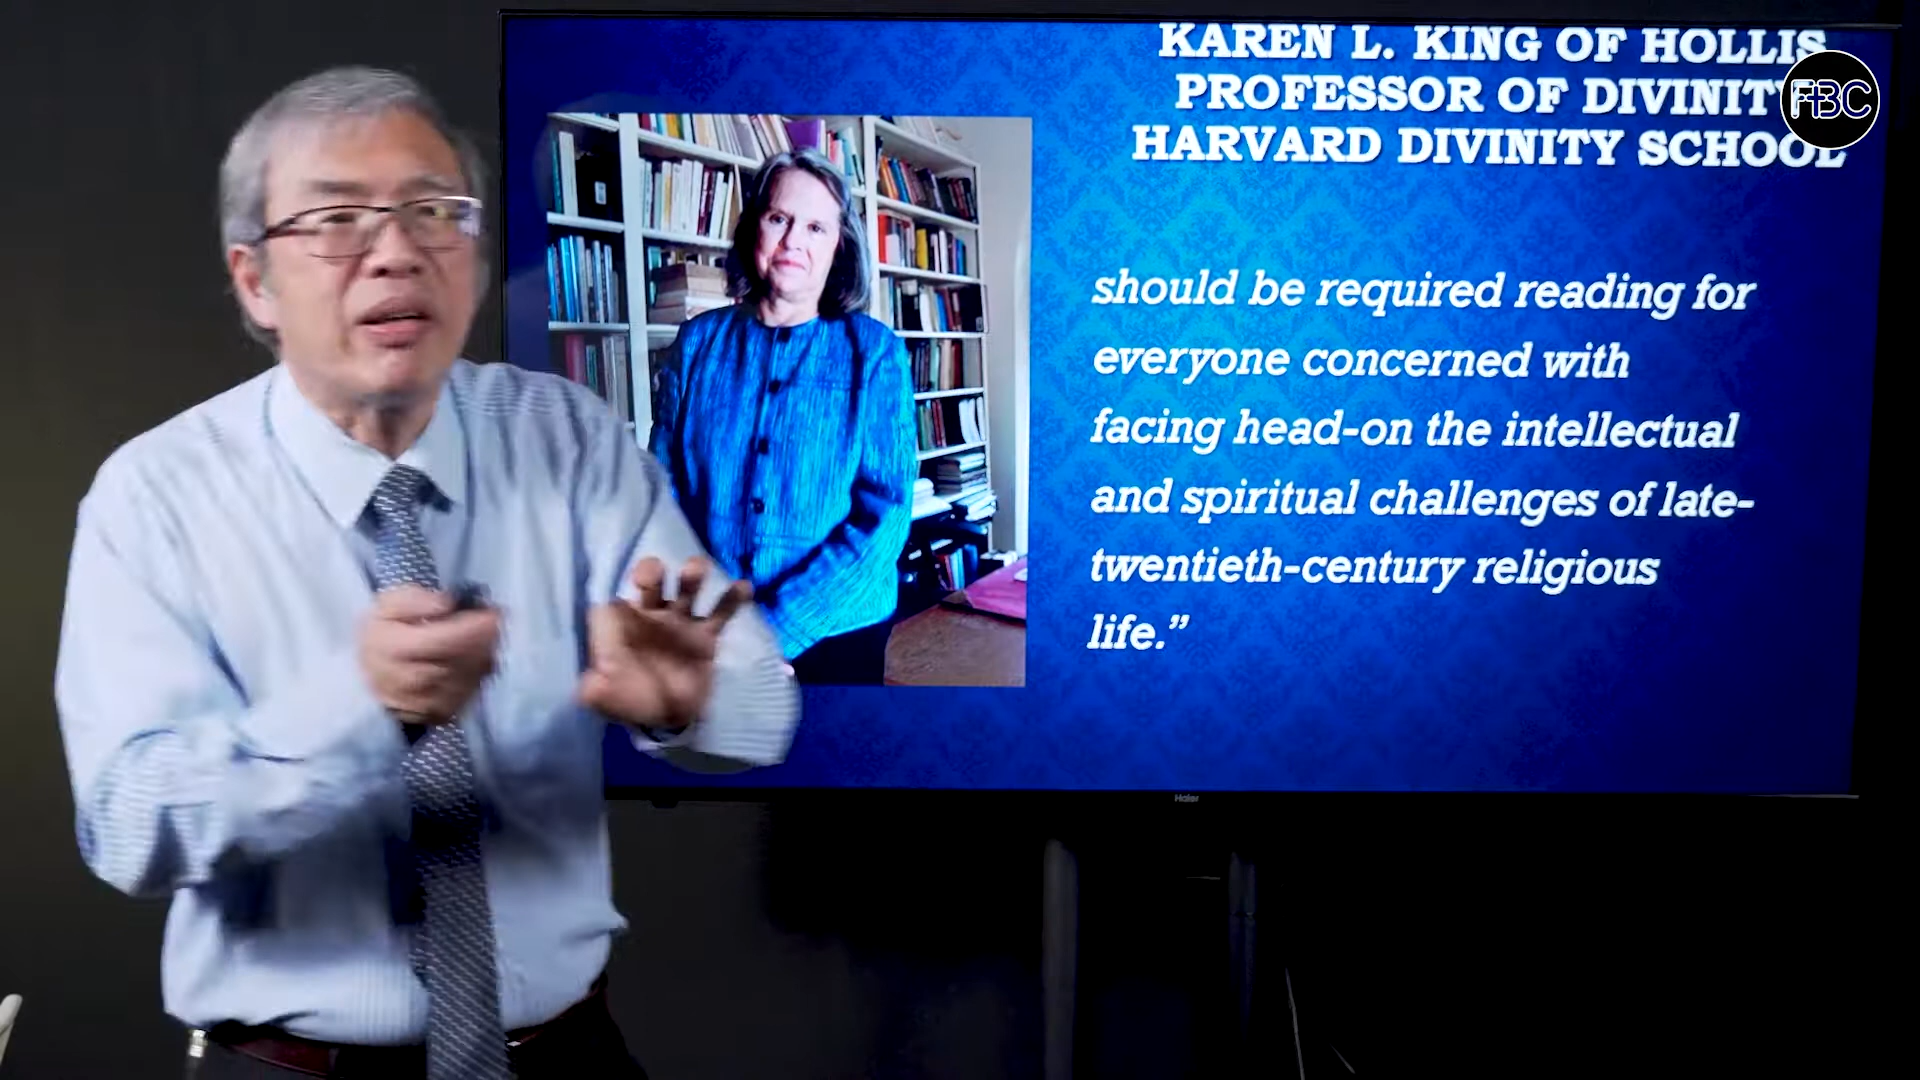 KAREN L. KING OF HOLLIS
PROFESSOR OF DIVINITY
HARVARD DIVINITY SCHOOL
FBC
should be required reading for
everyone concerned with
facing head-on the intellectual
and spiritual challenges of late-
twentieth-century religious
life.”
Haier